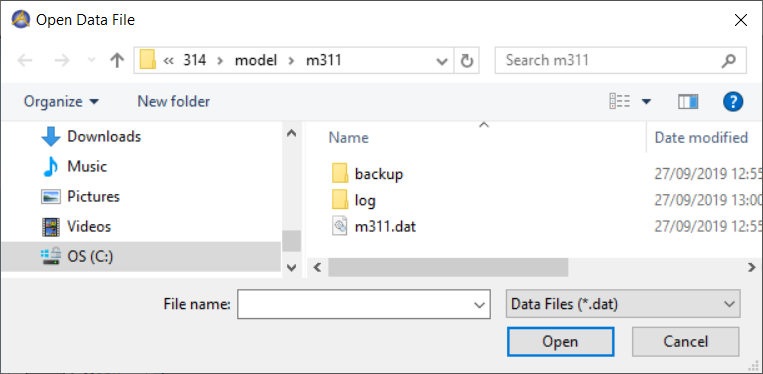 Open Data File
« 314 > model > m311
Search m311
Organize
New folder
Downloads
Music
Pictures
Videos
OS (C:)
Name
Date modified
backup
27/09/2019 12:55
log
27/09/2019 13:00
m311.dat
27/09/2019 12:55
File name:
Data Files (*.dat)
Open
Cancel